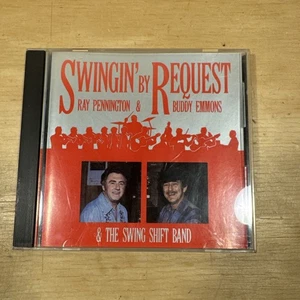 SWINGIN' BY REQUEST
RAY PENNINGTON & BUDDY EMMONS
& THE SWING SHIFT BAND